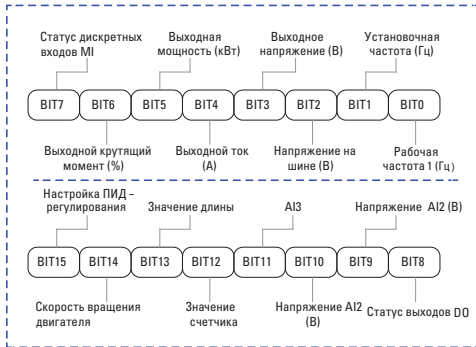 Статус дискретных
входов MI
Выходная
мощность (кВт)
Выходное
напряжение (В)
Установочная
частота (Гц)
BIT7 BIT6 BIT5 BIT4 BIT3 BIT2 BIT1 BIT0
Выходной крутящий
момент (%)
Выходной ток
(А)
Напряжение на
шине (В)
Рабочая
частота 1 (Гц)
Настройка ПИД –
регулирования
Значение длины
AI3
Напряжение AI2 (В)
BIT15 BIT14 BIT13 BIT12 BIT11 BIT10 BIT9 BIT8
Скорость вращения
двигателя
Значение
счетчика
Напряжение AI2
(В)
Статус выходов DO